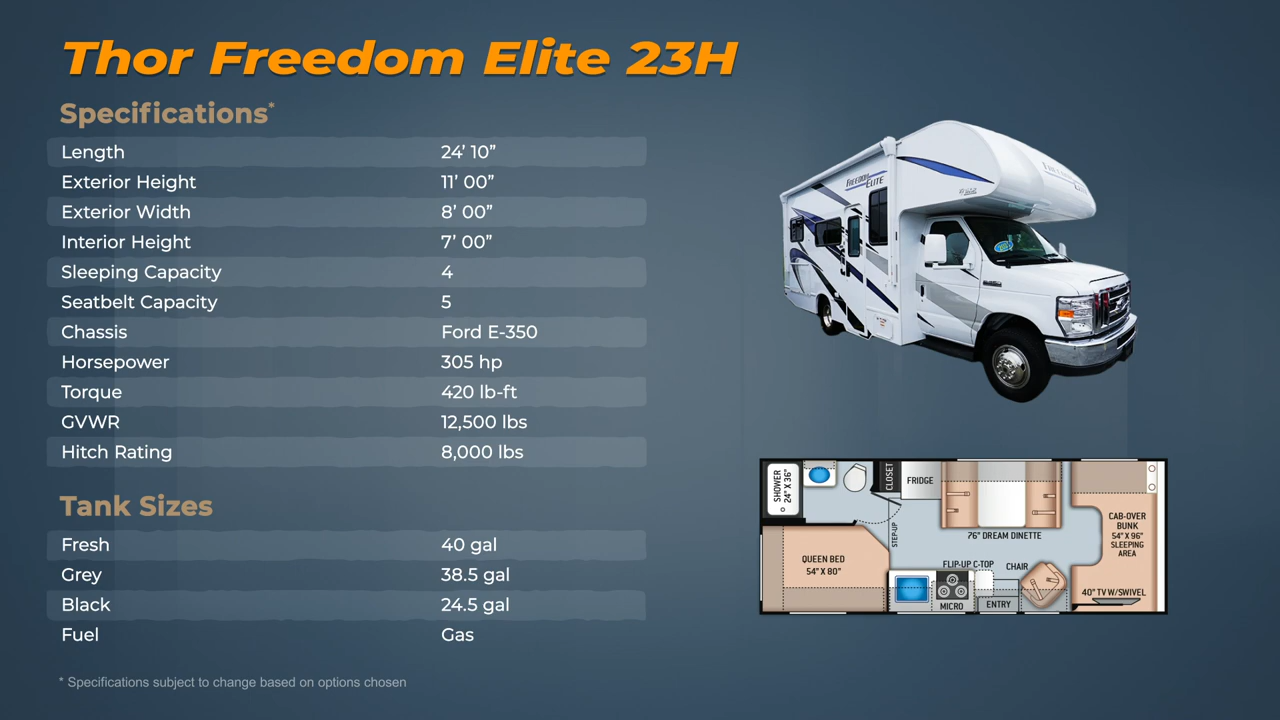 Thor Freedom Elite 23H
Specifications*
Length 24’ 10”
Exterior Height 11’ 00”
Exterior Width 8’ 00”
Interior Height 7’ 00”
Sleeping Capacity 4
Seatbelt Capacity 5
Chassis Ford E-350
Horsepower 305 hp
Torque 420 lb-ft
GVWR 12,500 lbs
Hitch Rating 8,000 lbs
Tank Sizes
Fresh 40 gal
Grey 38.5 gal
Black 24.5 gal
Fuel Gas
* Specifications subject to change based on options chosen
FREEDOM
ELITE
FREEDOM
ELITE
SHOWER
24" X 36"
CLOSET
FRIDGE
STEP-UP
76" DREAM DINETTE
CAB-OVER
BUNK
54" X 96"
SLEEPING
AREA
QUEEN BED
54" X 80"
FLIP-UP C-TOP
CHAIR
MICRO
ENTRY
40" TV W/SWIVEL